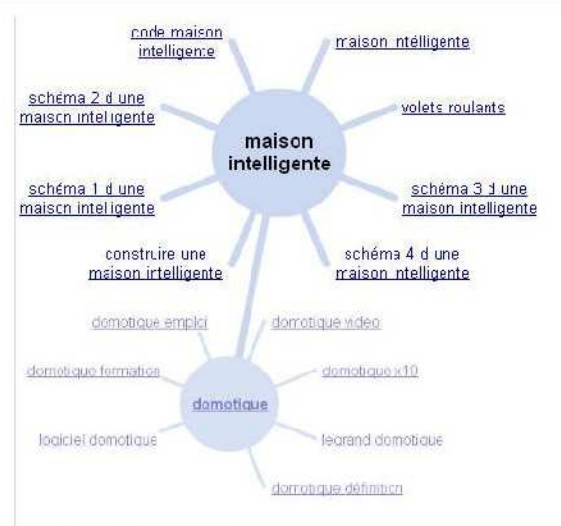 code maison
intelligente
maison intélligente
schéma 2 d une
maison intelligente
volets roulants
maison
intelligente
schéma 1 d une
maison intelligente
schéma 3 d une
maison intelligente
construire une
maison intelligente
schéma 4 d une
maison intelligente
domotique emploi
domotique video
domotique formation
domotique x10
domotique
logiciel domotique
legrand domotique
domotique définition